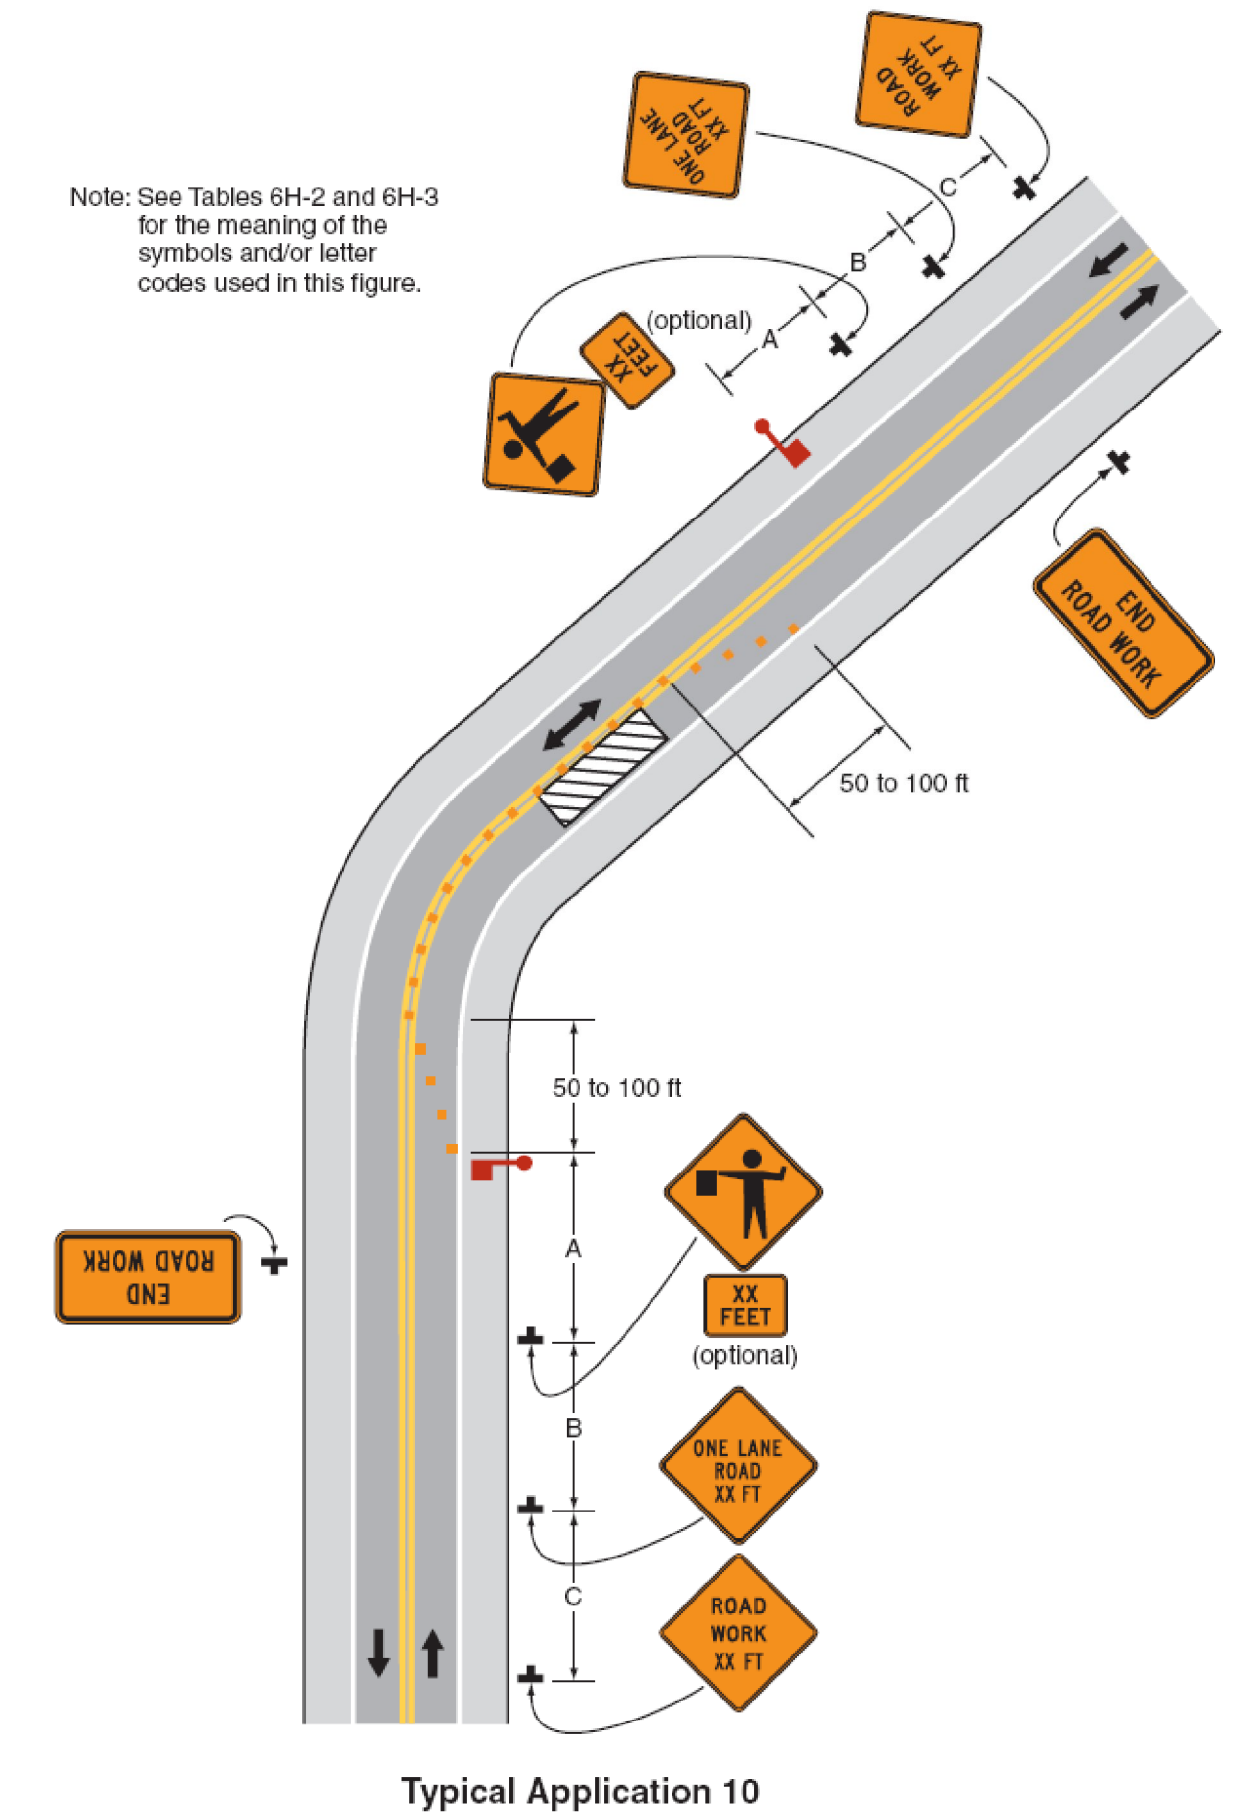 ROAD
WORK
XX FT
ONE LANE
ROAD
XX FT
C
Note: See Tables 6H-2 and 6H-3
for the meaning of the
symbols and/or letter
codes used in this figure.
B
(optional)
A
XX
FEET
END
ROAD WORK
50 to 100 ft
50 to 100 ft
A
END
ROAD WORK
XX
FEET
(optional)
B
ONE LANE
ROAD
XX FT
C
ROAD
WORK
XX FT
Typical Application 10